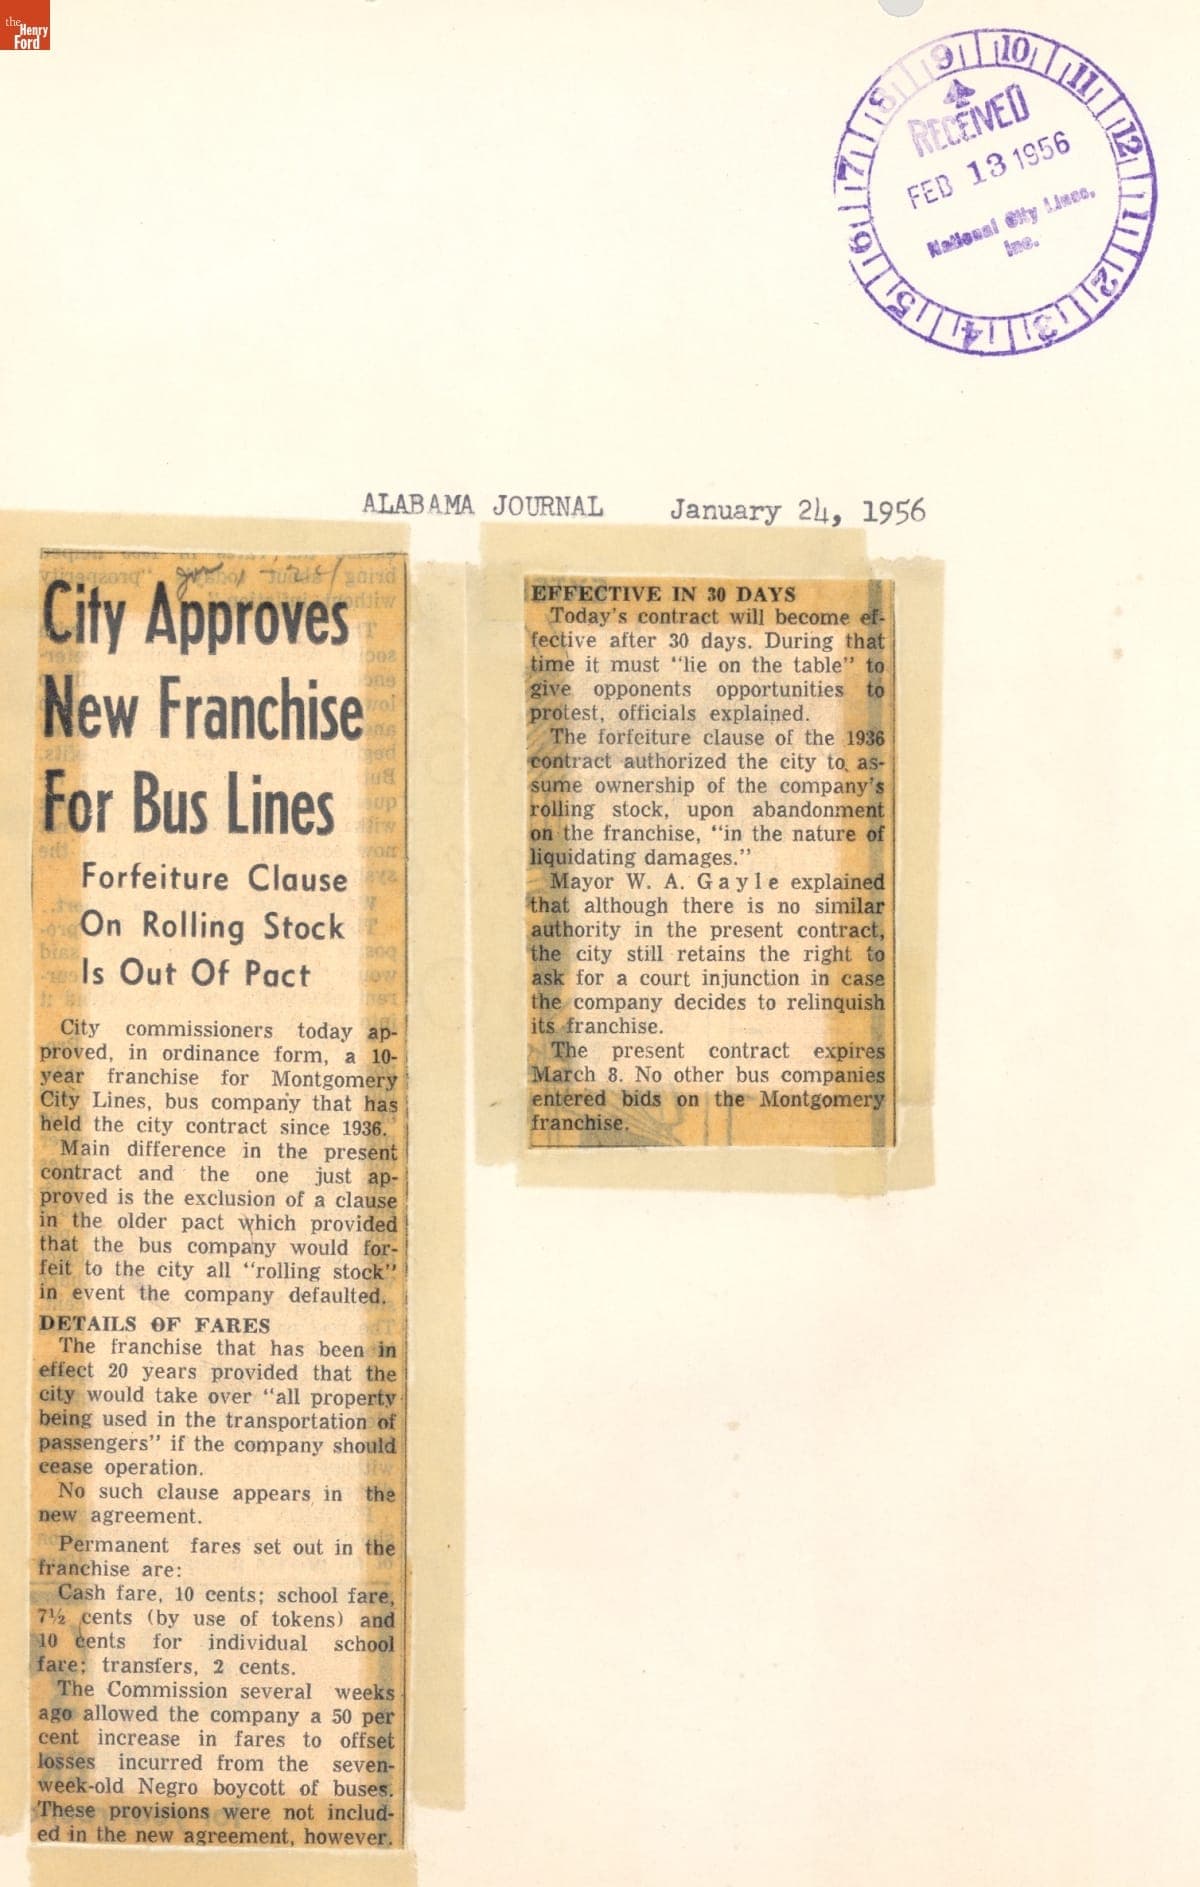 the
Henry
Ford
9 10 11 12 1 2 3 4 5 6 7 8
RECEIVED
FEB 13 1956
National City Lines,
Inc.
ALABAMA JOURNAL January 24, 1956
City Approves
New Franchise
For Bus Lines
Forfeiture Clause
On Rolling Stock
Is Out Of Pact
City commissioners today ap-
proved, in ordinance form, a 10-
year franchise for Montgomery
City Lines, bus company that has
held the city contract since 1936.
Main difference in the present
contract and the one just ap-
proved is the exclusion of a clause
in the older pact which provided
that the bus company would for-
feit to the city all "rolling stock"
in event the company defaulted.
DETAILS OF FARES
The franchise that has been in
effect 20 years provided that the
city would take over "all property
being used in the transportation of
passengers" if the company should
cease operation.
No such clause appears in the
new agreement.
Permanent fares set out in the
franchise are:
Cash fare, 10 cents; school fare,
7½ cents (by use of tokens) and
10 cents for individual school
fare; transfers, 2 cents.
The Commission several weeks
ago allowed the company a 50 per
cent increase in fares to offset
losses incurred from the seven-
week-old Negro boycott of buses.
These provisions were not includ-
ed in the new agreement, however.
EFFECTIVE IN 30 DAYS
Today's contract will become ef-
fective after 30 days. During that
time it must "lie on the table" to
give opponents opportunities to
protest, officials explained.
The forfeiture clause of the 1936
contract authorized the city to as-
sume ownership of the company's
rolling stock, upon abandonment
on the franchise, "in the nature of
liquidating damages."
Mayor W. A. Gayle explained
that although there is no similar
authority in the present contract,
the city still retains the right to
ask for a court injunction in case
the company decides to relinquish
its franchise.
The present contract expires
March 8. No other bus companies
entered bids on the Montgomery
franchise.